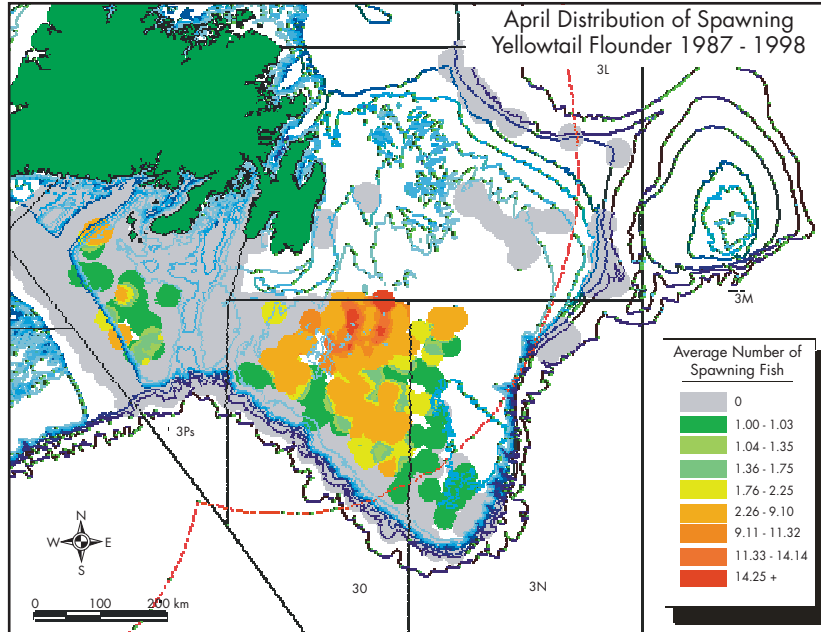 April Distribution of Spawning
Yellowtail Flounder 1987 - 1998
3L
3M
Average Number of
Spawning Fish
0
1.00 - 1.03
1.04 - 1.35
1.36 - 1.75
1.76 - 2.25
2.26 - 9.10
9.11 - 11.32
11.33 - 14.14
14.25 +
3Ps
N
W E
S
30
3N
0 100 200 km